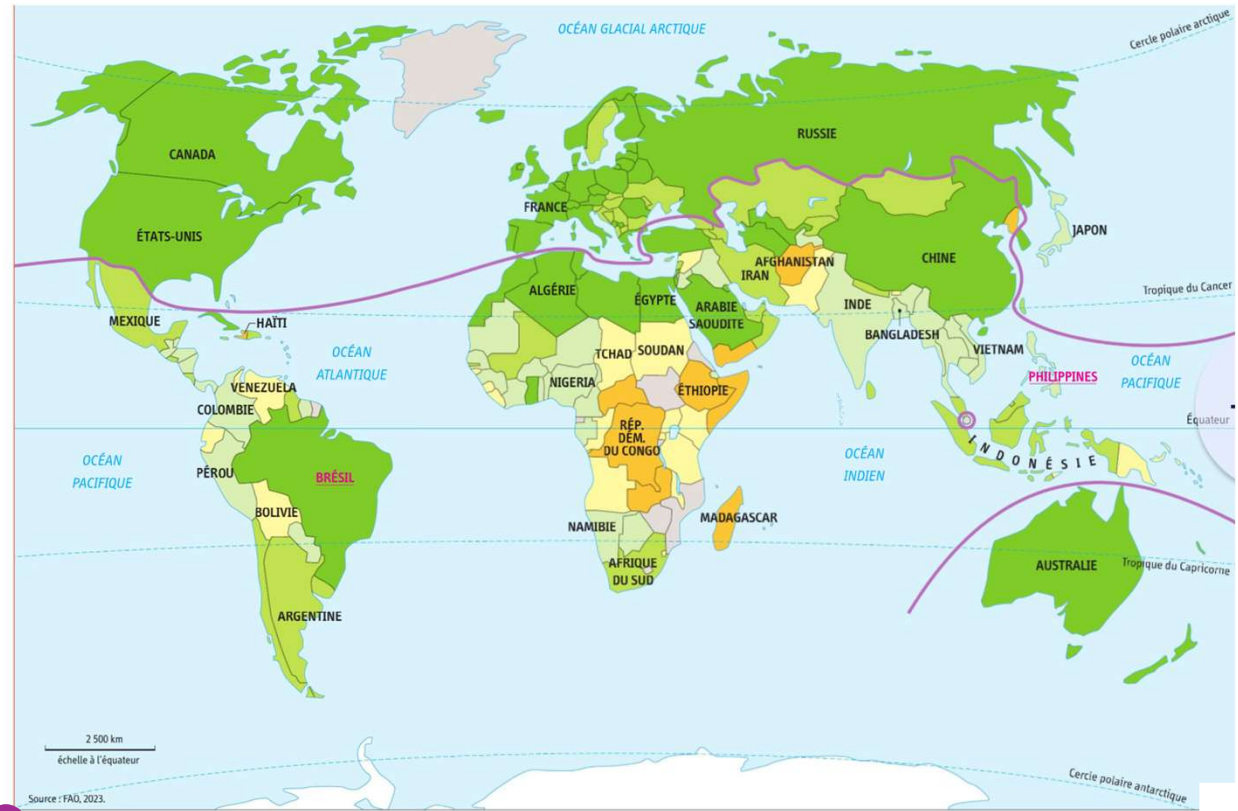 OCÉAN GLACIAL ARCTIQUE
Cercle polaire arctique
RUSSIE
CANADA
FRANCE
ÉTATS-UNIS
JAPON
CHINE
AFGHANISTAN
IRAN
ALGÉRIE
ÉGYPTE
ARABIE
SAOUDITE
Tropique du Cancer
INDE
MEXIQUE
HAÏTI
BANGLADESH
VIETNAM
OCÉAN
ATLANTIQUE
TCHAD
SOUDAN
OCÉAN
PACIFIQUE
PHILIPPINES
VENEZUELA
NIGERIA
ÉTHIOPIE
COLOMBIE
Équateur
RÉP.
DÉM.
DU CONGO
INDONÉSIE
OCÉAN
PACIFIQUE
PÉROU
BRÉSIL
OCÉAN
INDIEN
BOLIVIE
NAMIBIE
MADAGASCAR
AFRIQUE
DU SUD
AUSTRALIE
Tropique du Capricorne
ARGENTINE
2 500 km
échelle à l'équateur
Cercle polaire antarctique
Source : FAO, 2023.